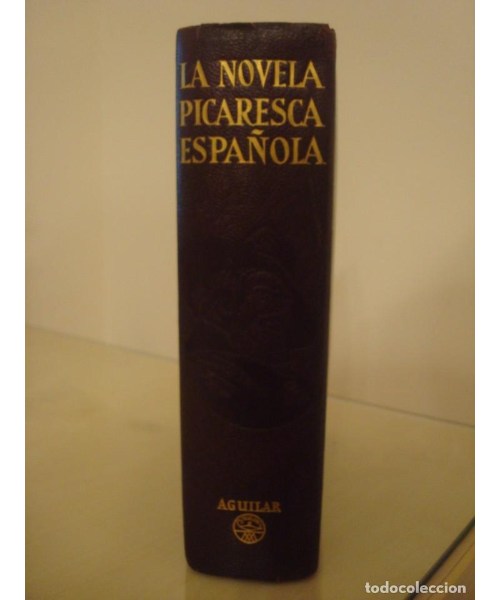 LA NOVELA
PICARESCA
ESPAÑOLA
AGUILAR
todocoleccion